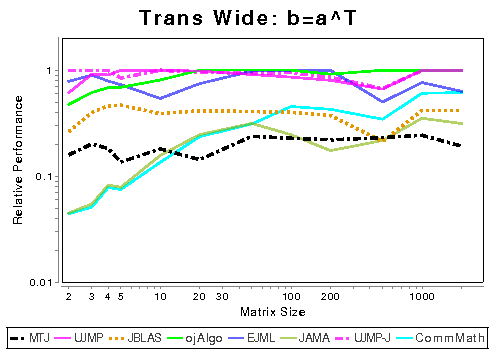 Trans Wide: b=a^T
Relative Performance
1
0.1
0.01
2 3 4 5 10 20 30 100 200 1000
Matrix Size
MTJ UJMP JBLAS ojAlgo EJML JAMA UJMP-J CommMath